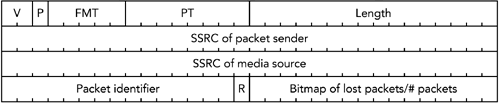 V P FMT PT Length
SSRC of packet sender
SSRC of media source
Packet identifier R Bitmap of lost packets/# packets